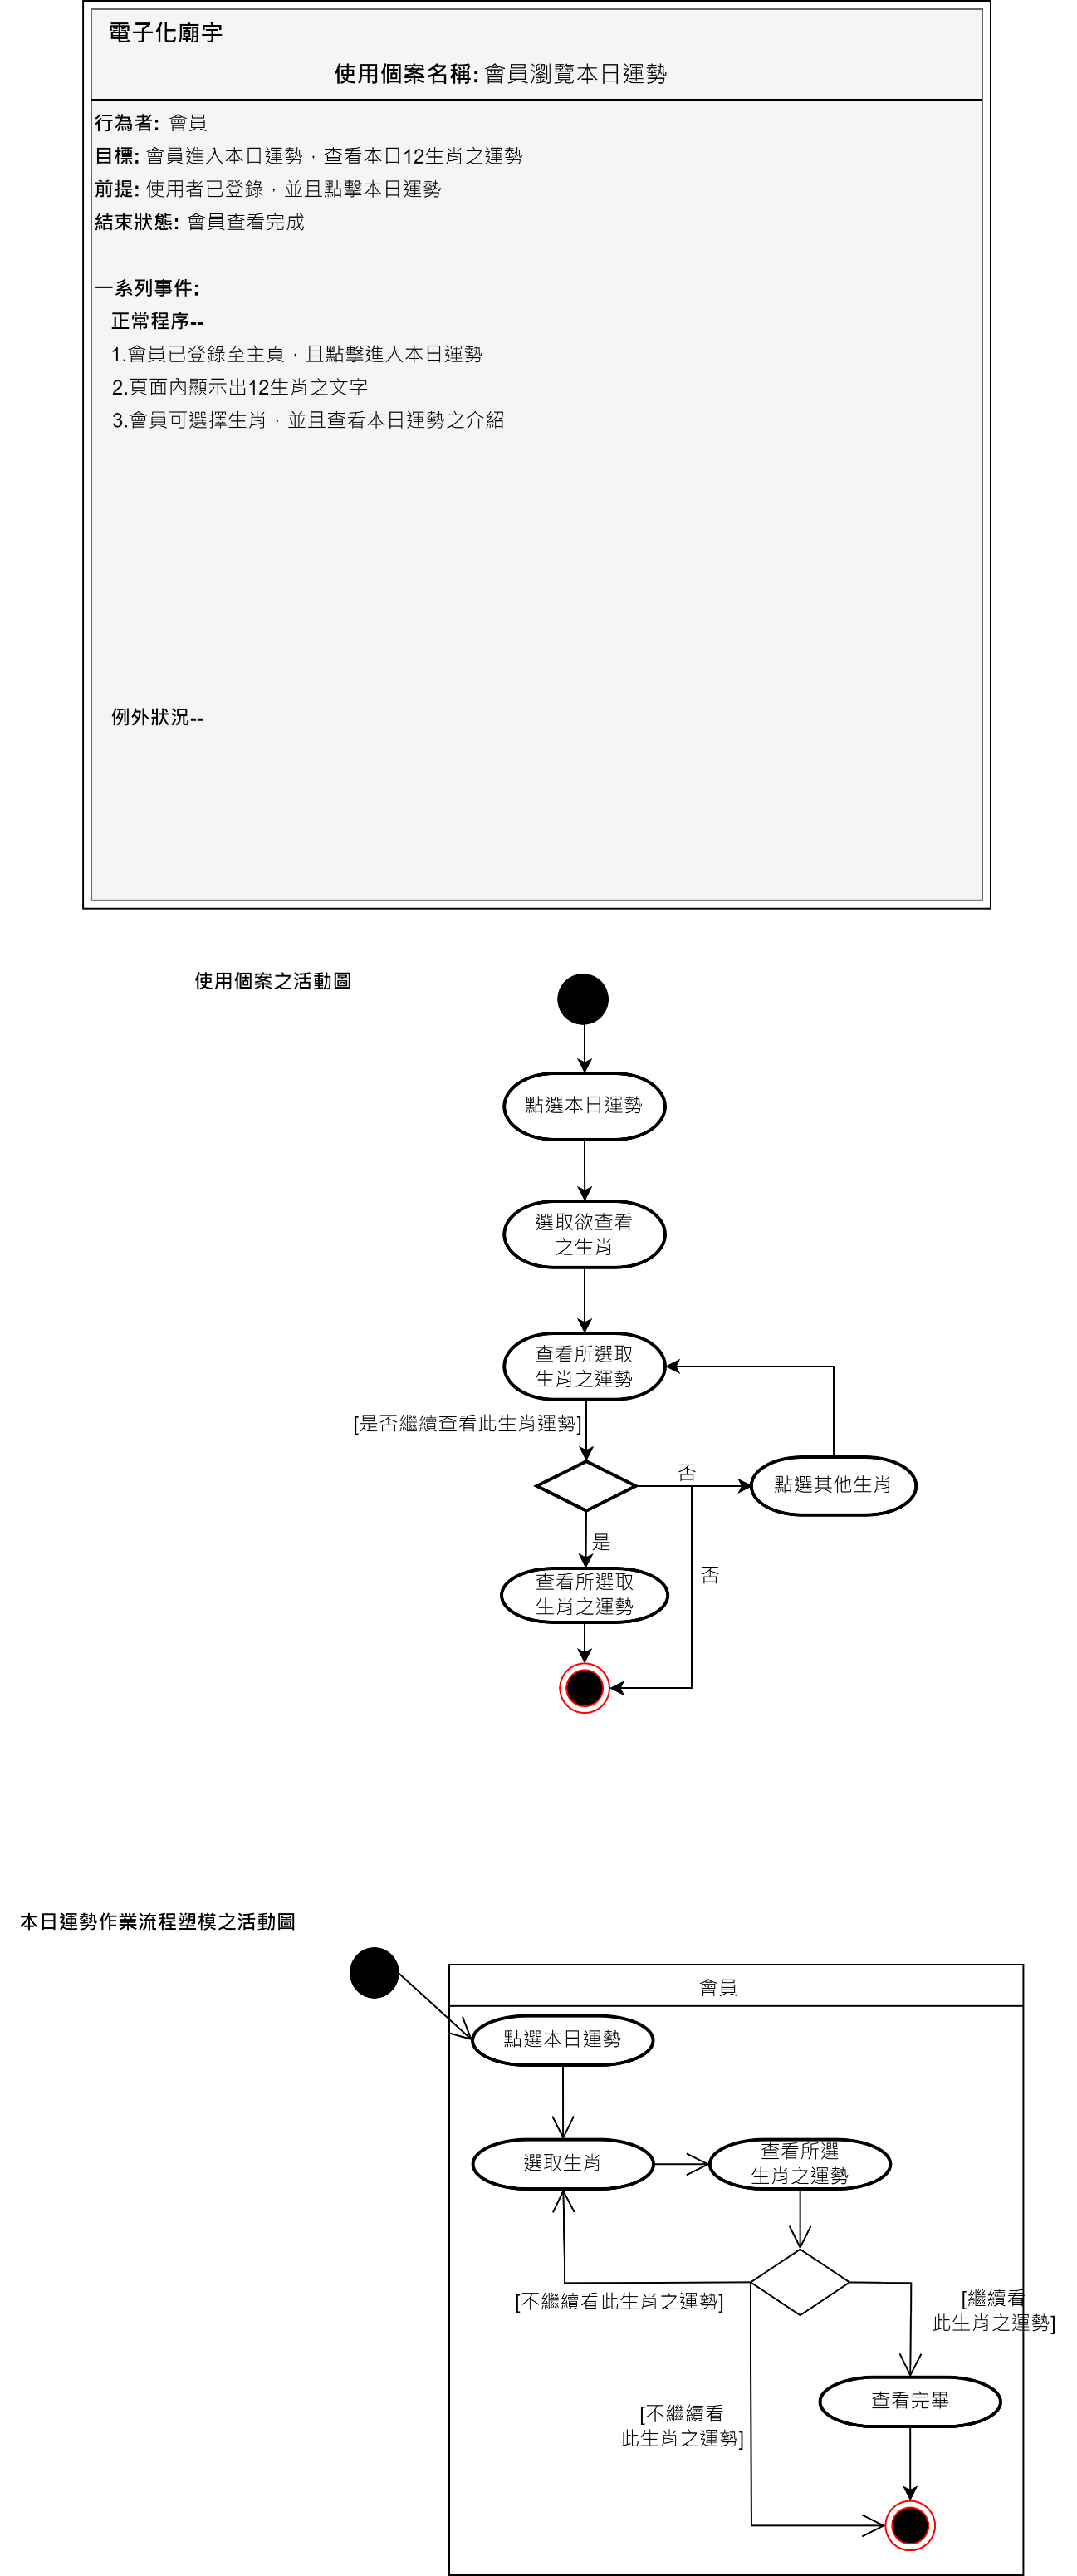 電子化廟宇
使用個案名稱: 會員瀏覽本日運勢
行為者: 會員
目標: 會員進入本日運勢，查看本日12生肖之運勢
前提: 使用者已登錄，並且點擊本日運勢
結束狀態: 會員查看完成
一系列事件:
正常程序--
1.會員已登錄至主頁，且點擊進入本日運勢
2.頁面內顯示出12生肖之文字
3.會員可選擇生肖，並且查看本日運勢之介紹
例外狀況--
使用個案之活動圖
點選本日運勢
選取欲查看
之生肖
查看所選取
生肖之運勢
[是否繼續查看此生肖運勢]
否
點選其他生肖
是
否
查看所選取
生肖之運勢
本日運勢作業流程塑模之活動圖
會員
點選本日運勢
選取生肖
查看所選
生肖之運勢
[不繼續看此生肖之運勢]
[繼續看
此生肖之運勢]
查看完畢
[不繼續看
此生肖之運勢]